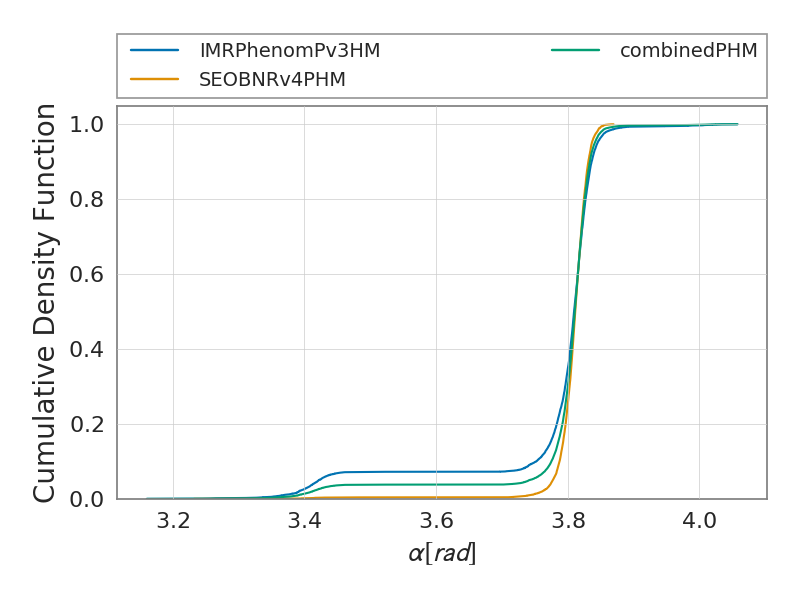 IMRPhenomPv3HM
SEOBNRv4PHM
combinedPHM
Cumulative Density Function
1.0
0.8
0.6
0.4
0.2
0.0
3.2 3.4 3.6 3.8 4.0
α[rad]